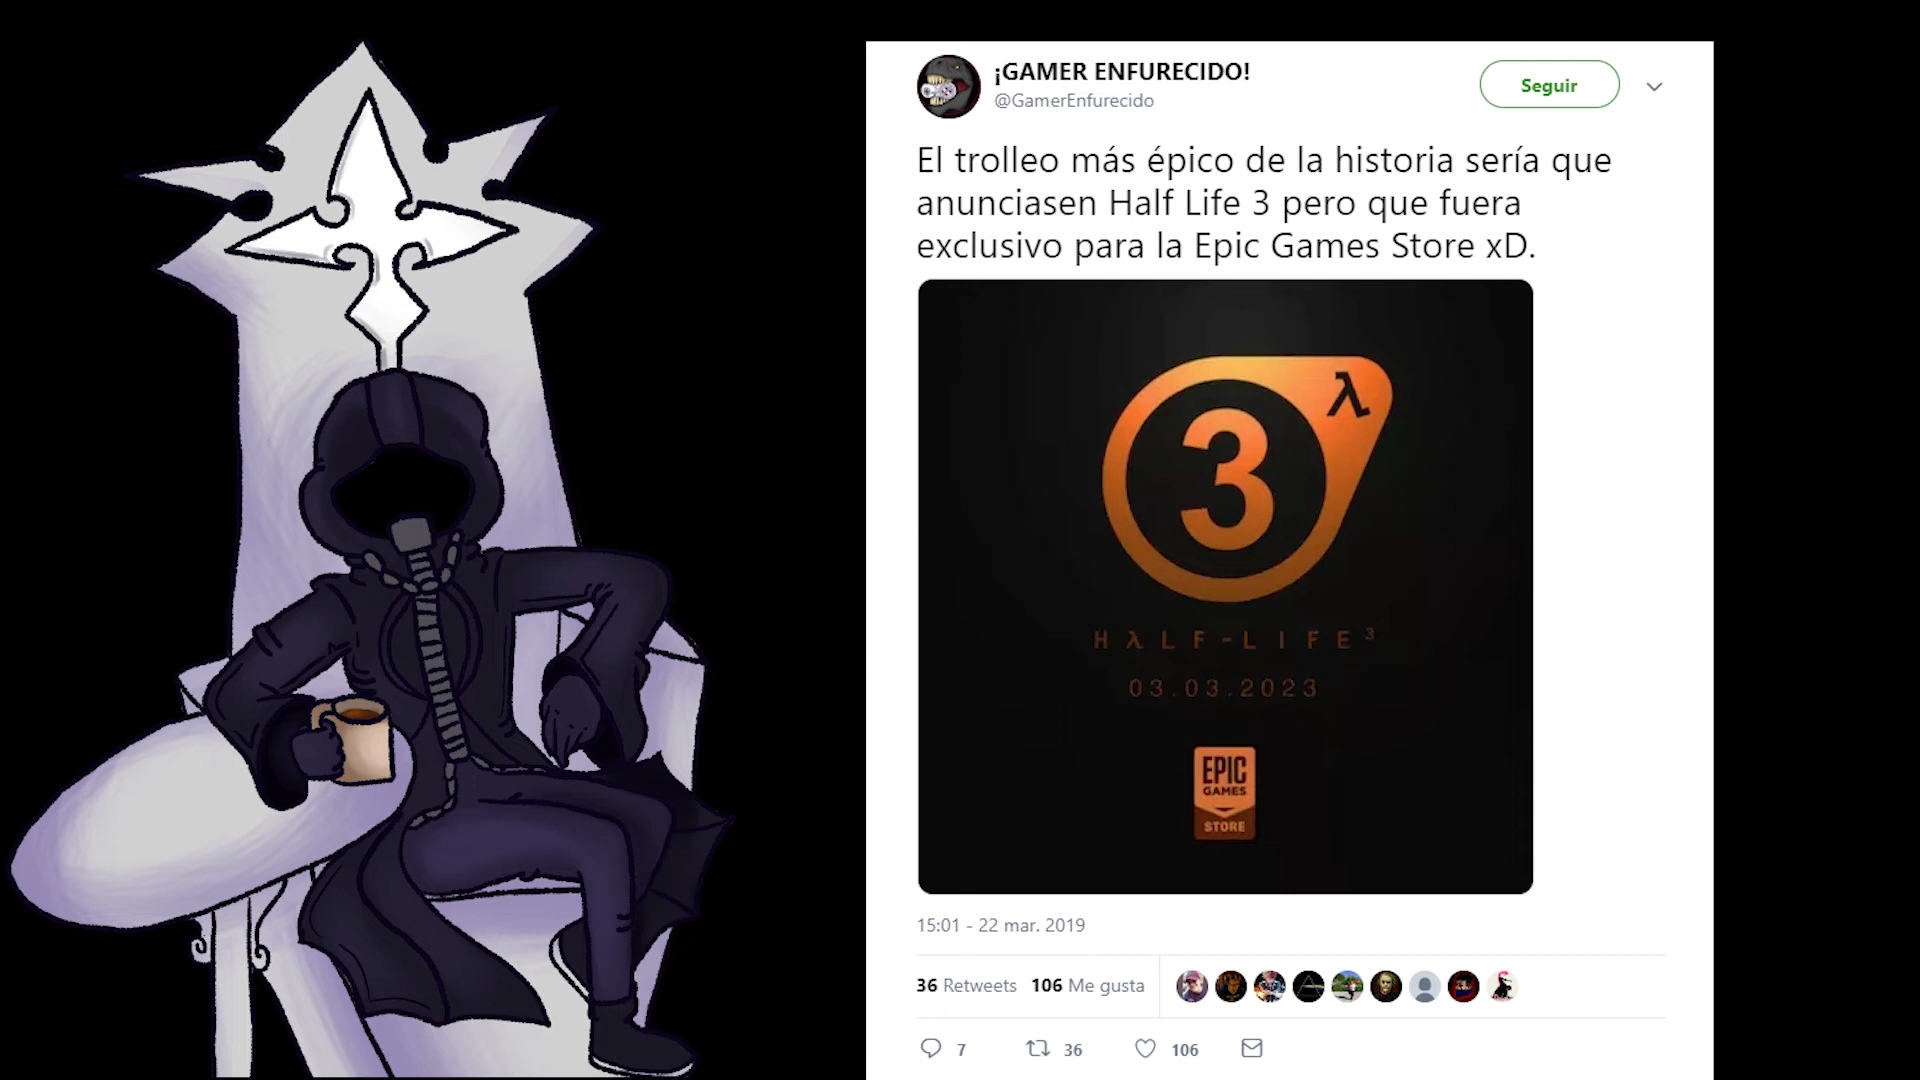 ¡GAMER ENFURECIDO!
@GamerEnfurecido
Seguir
El trolleo más épico de la historia sería que
anunciasen Half Life 3 pero que fuera
exclusivo para la Epic Games Store xD.
3
λ
HλLF-LIFE³
03.03.2023
EPIC
GAMES
STORE
15:01 - 22 mar. 2019
36 Retweets 106 Me gusta
7 36 106